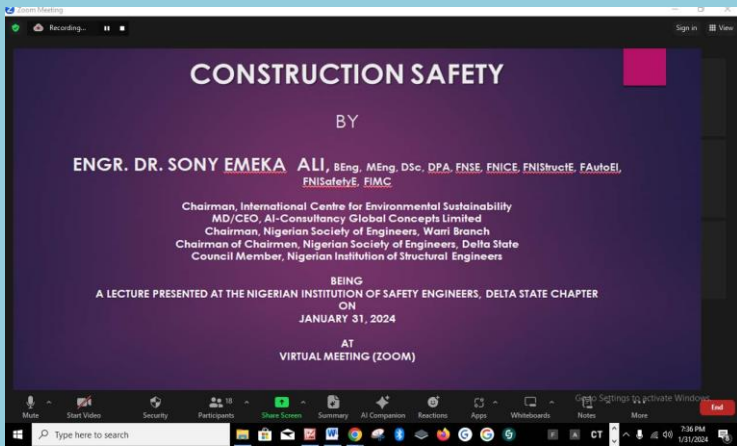 Zoom Meeting
Recording...
Sign in
View
CONSTRUCTION SAFETY
BY
ENGR. DR. SONY EMEKA ALI, BEng, MEng, DSc, DPA, FNSE, FNICE, FNIStructE, FAutoEI,
FNISafetyE, FIMC
Chairman, International Centre for Environmental Sustainability
MD/CEO, Al-Consultancy Global Concepts Limited
Chairman, Nigerian Society of Engineers, Warri Branch
Chairman of Chairmen, Nigerian Society of Engineers, Delta State
Council Member, Nigerian Institution of Structural Engineers
BEING
A LECTURE PRESENTED AT THE NIGERIAN INSTITUTION OF SAFETY ENGINEERS, DELTA STATE CHAPTER
ON
JANUARY 31, 2024
AT
VIRTUAL MEETING (ZOOM)
18
Go to Settings to activate Windows.
Mute Start Video Security Participants Share Screen Summary AI Companion Reactions Apps Whiteboards Notes More End
Type here to search
CT
7:36 PM
1/31/2024